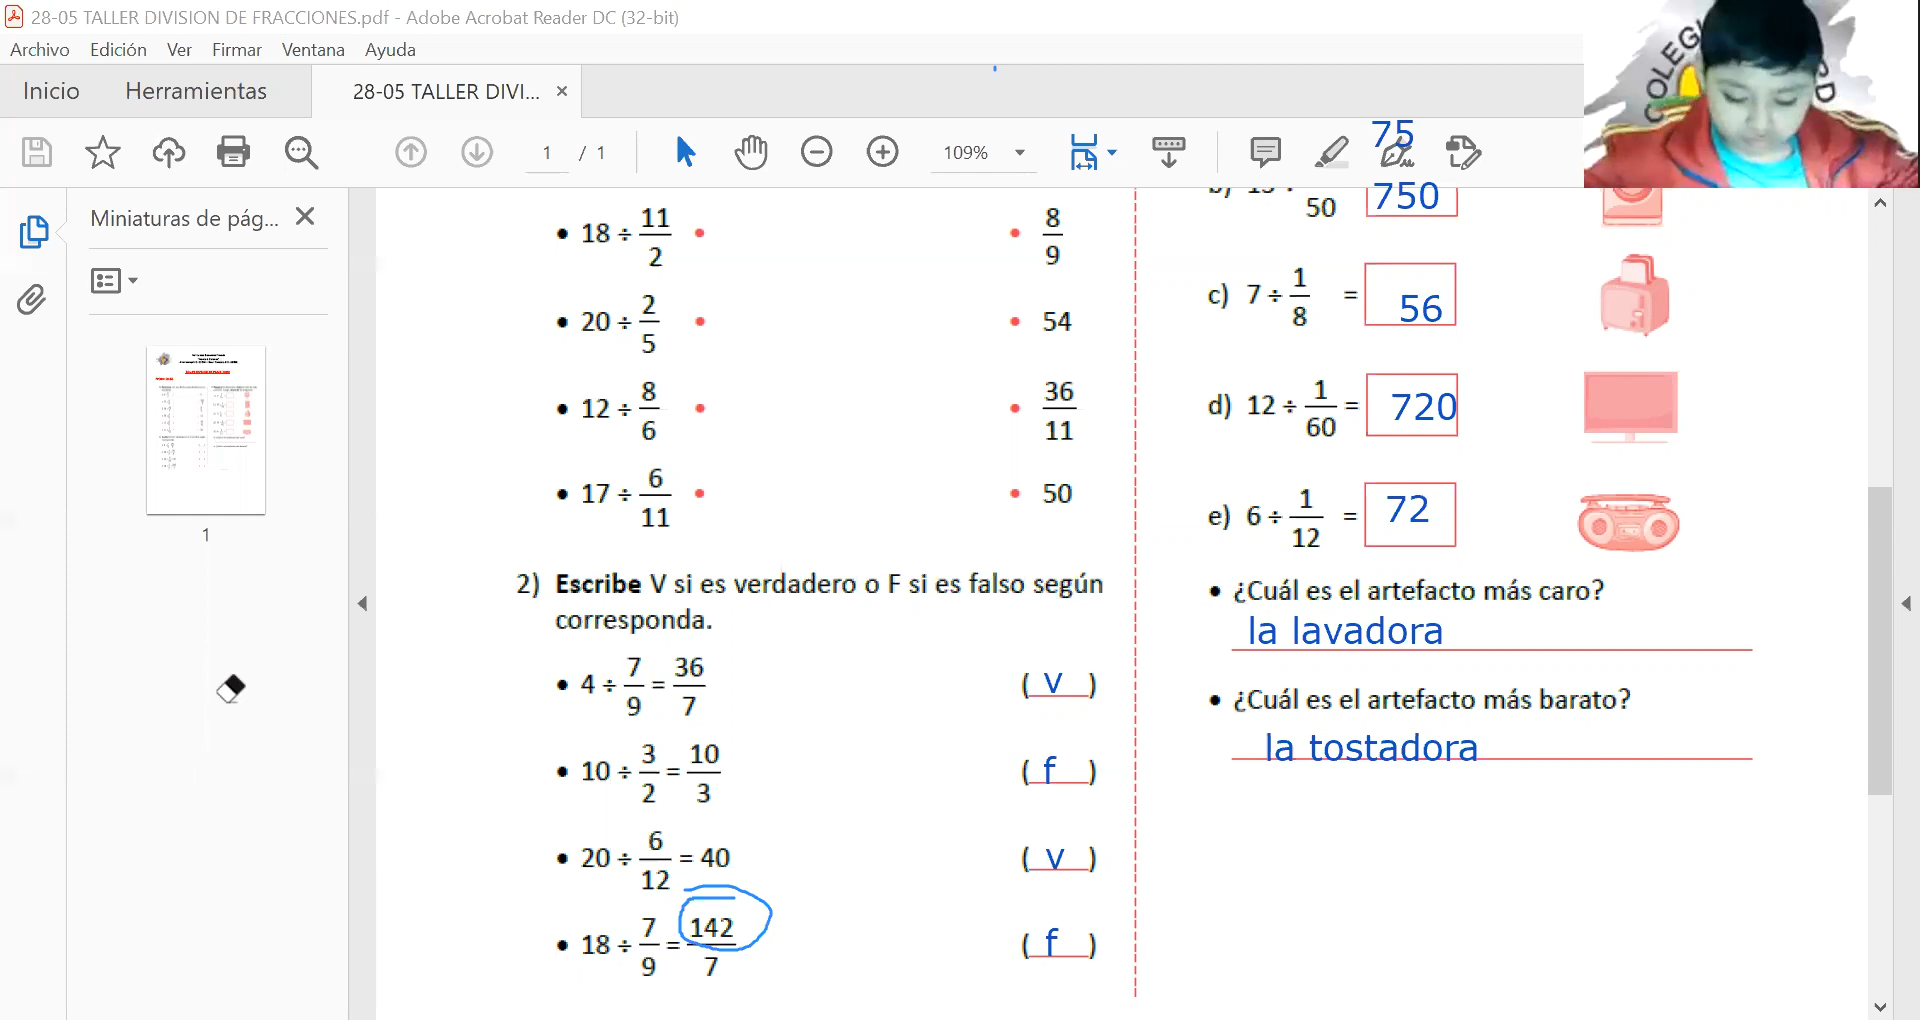 28-05 TALLER DIVISION DE FRACCIONES.pdf - Adobe Acrobat Reader DC (32-bit)
Archivo Edición Ver Firmar Ventana Ayuda
Inicio Herramientas 28-05 TALLER DIVI... ×
1 / 1 109%
75
Miniaturas de pág...
1
• 18 ÷ 11/2 • • 8/9
• 20 ÷ 2/5 • • 54
• 12 ÷ 8/6 • • 36/11
• 17 ÷ 6/11 • • 50
2) Escribe V si es verdadero o F si es falso según
corresponda.
• 4 ÷ 7/9 = 36/7 (v)
• 10 ÷ 3/2 = 10/3 (f)
• 20 ÷ 6/12 = 40 (v)
• 18 ÷ 7/9 = 142/7 (f)
50 750
c) 7 ÷ 1/8 = 56
d) 12 ÷ 1/60 = 720
e) 6 ÷ 1/12 = 72
• ¿Cuál es el artefacto más caro?
la lavadora
• ¿Cuál es el artefacto más barato?
la tostadora